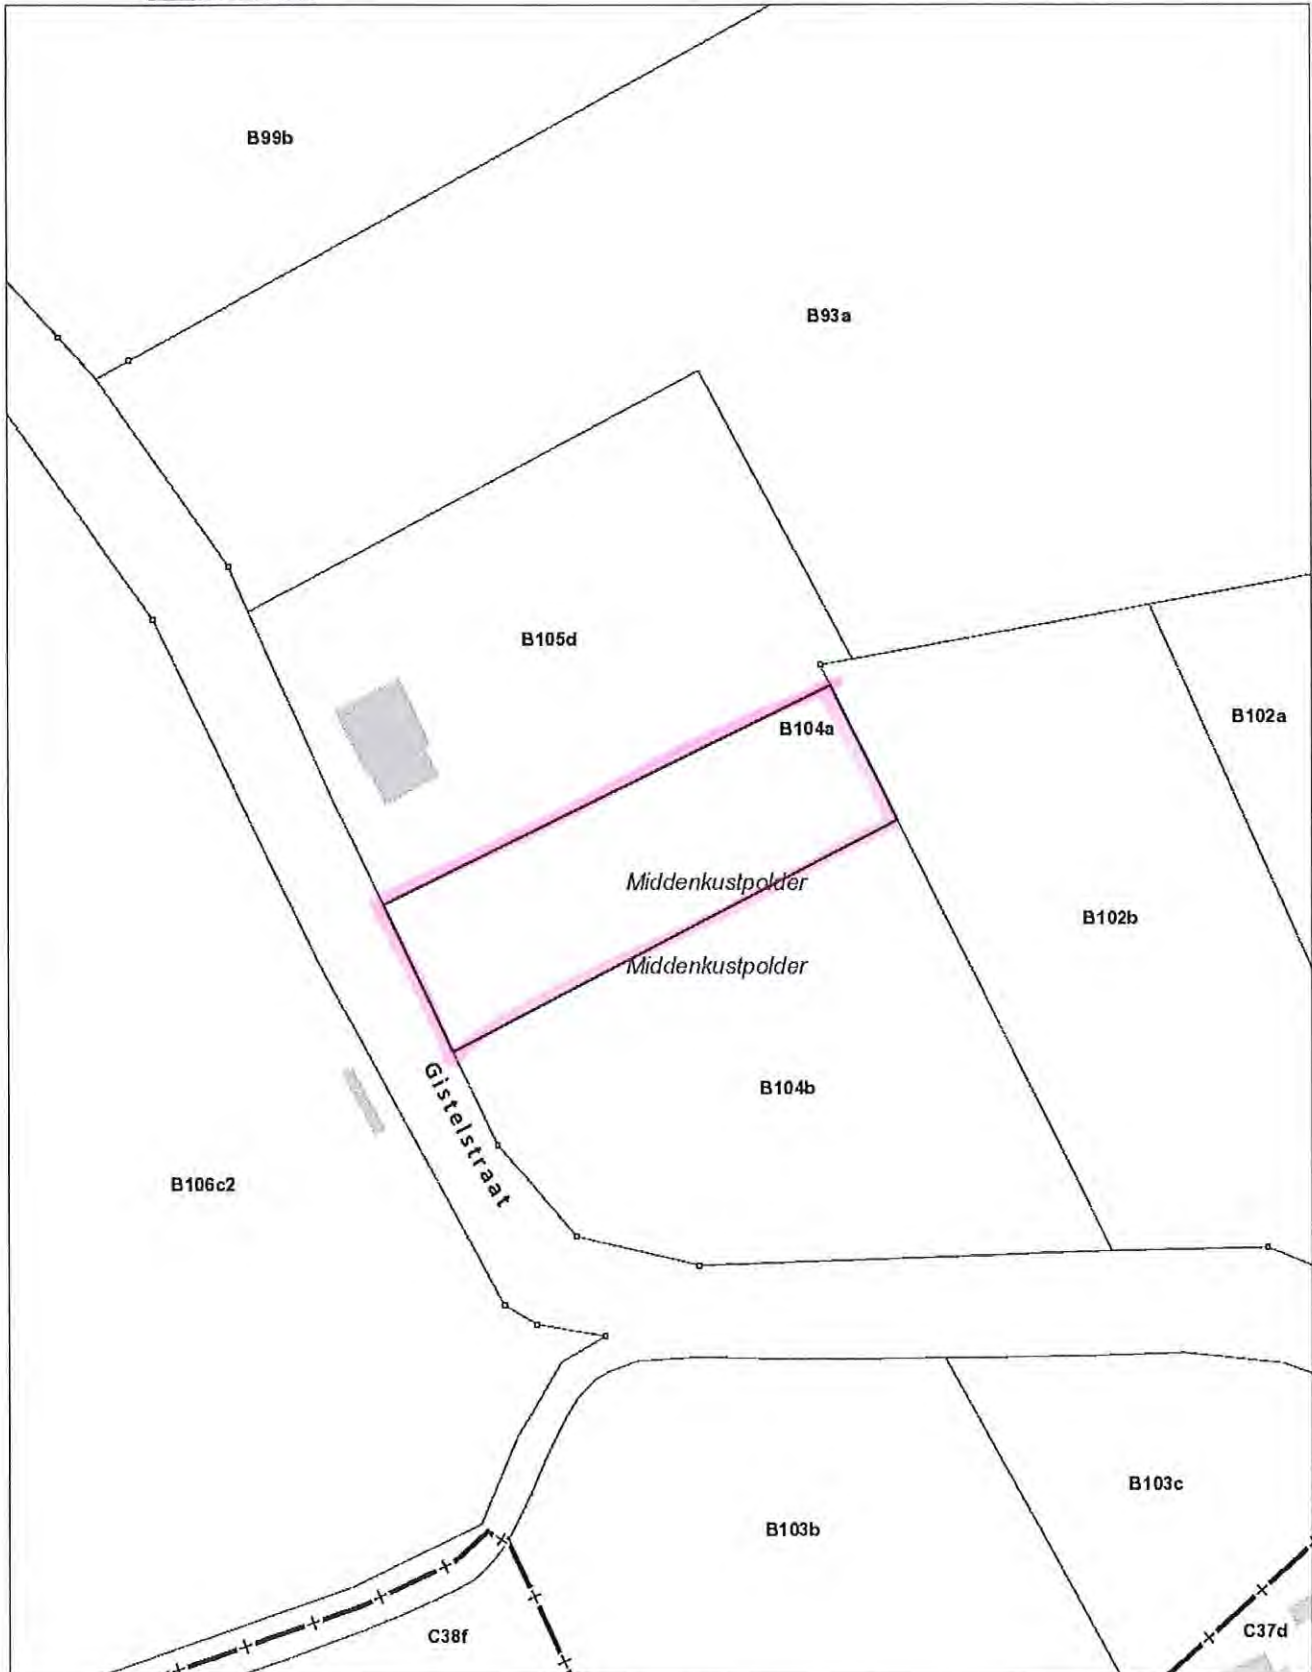 B99b
B93a
B105d
B102a
B104a
Middenkustpolder
B102b
Middenkustpolder
Gistelstraat
B104b
B106c2
B103c
B103b
C37d
C38f